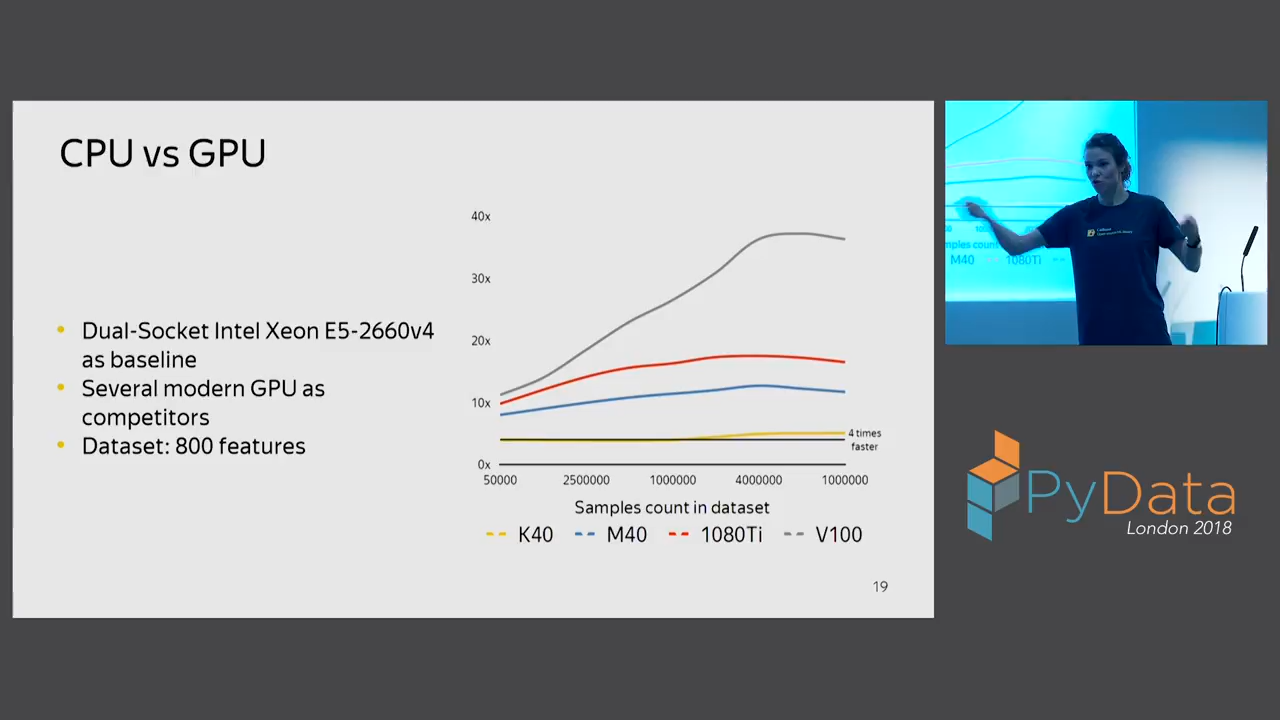 CPU vs GPU
• Dual-Socket Intel Xeon E5-2660v4
as baseline
• Several modern GPU as
competitors
• Dataset: 800 features
40x
30x
20x
10x
0x
4 times
faster
50000
2500000
1000000
4000000
1000000
Samples count in dataset
K40
M40
1080Ti
V100
19
M40
1080Ti
PyData
London 2018